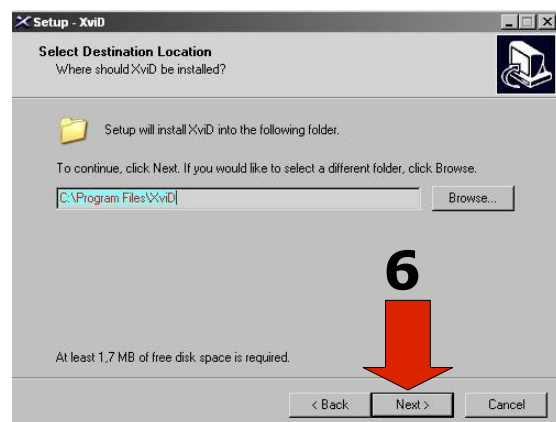 Setup - XviD
Select Destination Location
Where should XviD be installed?
Setup will install XviD into the following folder.
To continue, click Next. If you would like to select a different folder, click Browse.
C:\Program Files\XviD
Browse...
6
At least 1,7 MB of free disk space is required.
< Back
Next >
Cancel